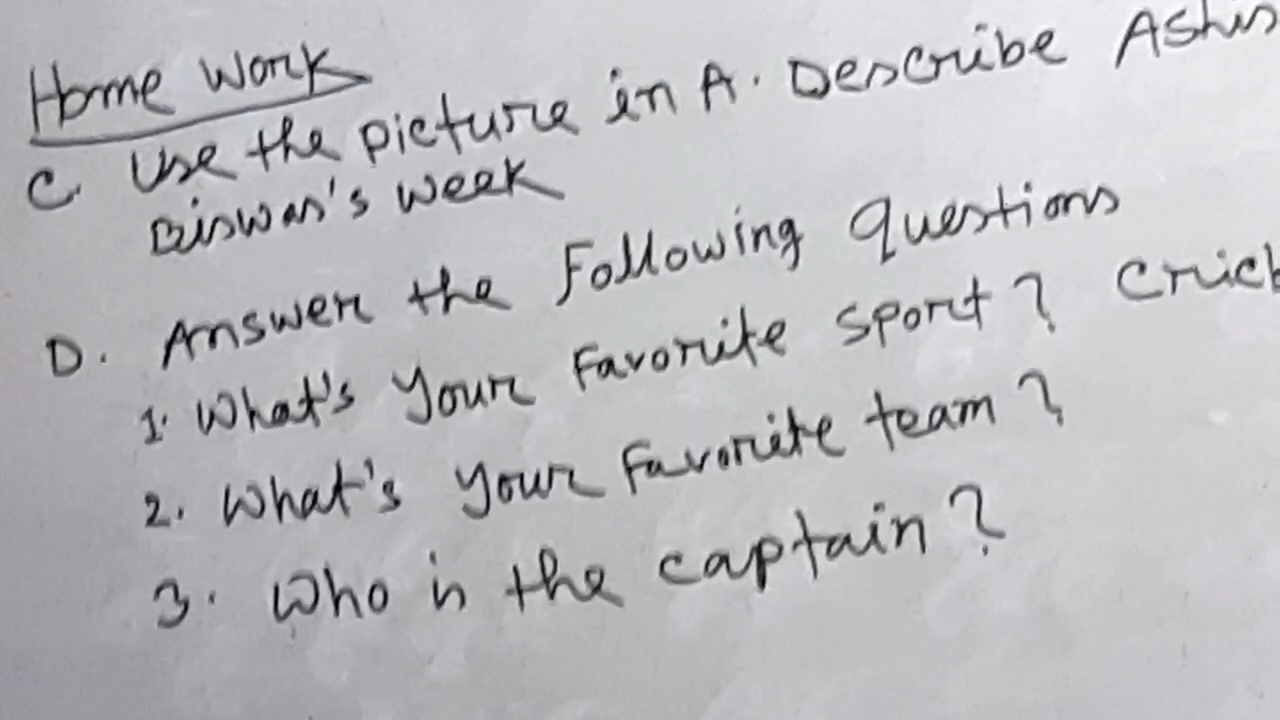 Home Work
C. Use the picture in A. Describe Ashis
Biswas's week
D. Answer the Following Questions
1. What's your favorite sport? Crick
2. What's your favorite team?
3. Who is the captain?